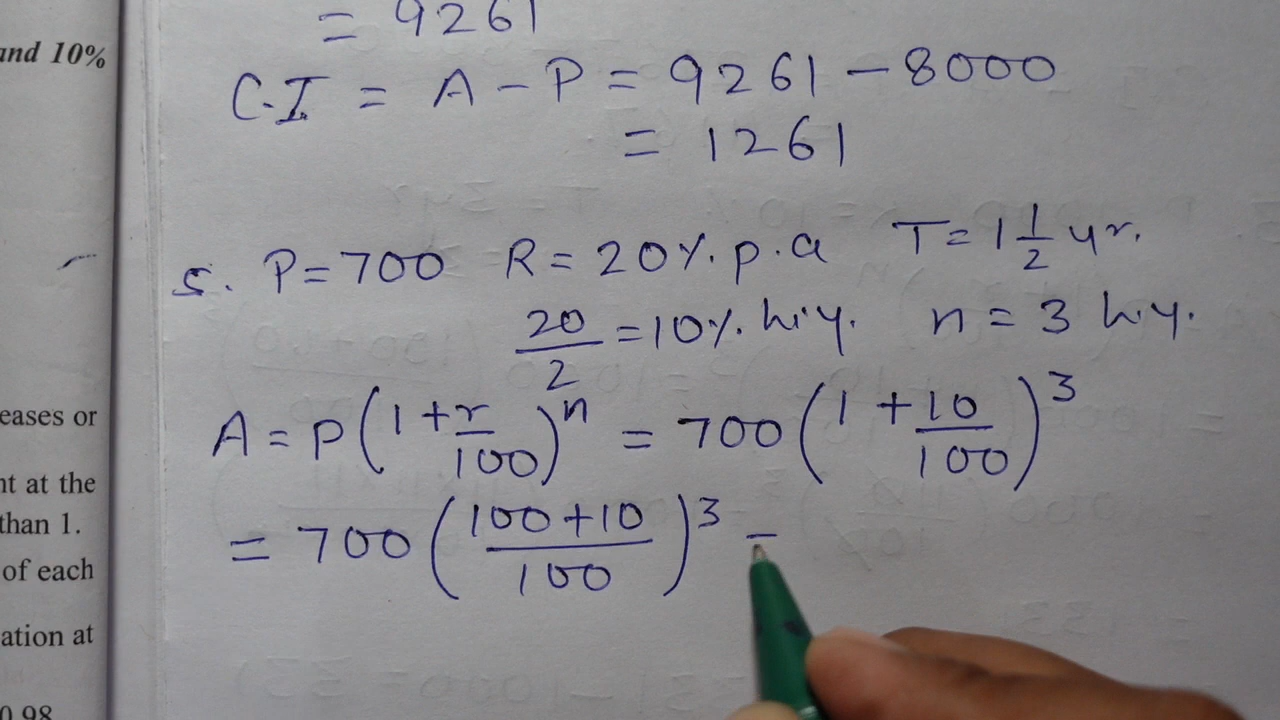 and 10%
eases or
nt at the
than 1.
of each
ation at
0.98
= 9261
C.I = A - P = 9261 - 8000
= 1261
5. P = 700 R = 20%. p.a T = 1 1/2 yr.
20/2 = 10%. h.y. n = 3 h.y.
A = P(1 + r/100)^n = 700(1 + 10/100)^3
= 700((100+10)/100)^3 -